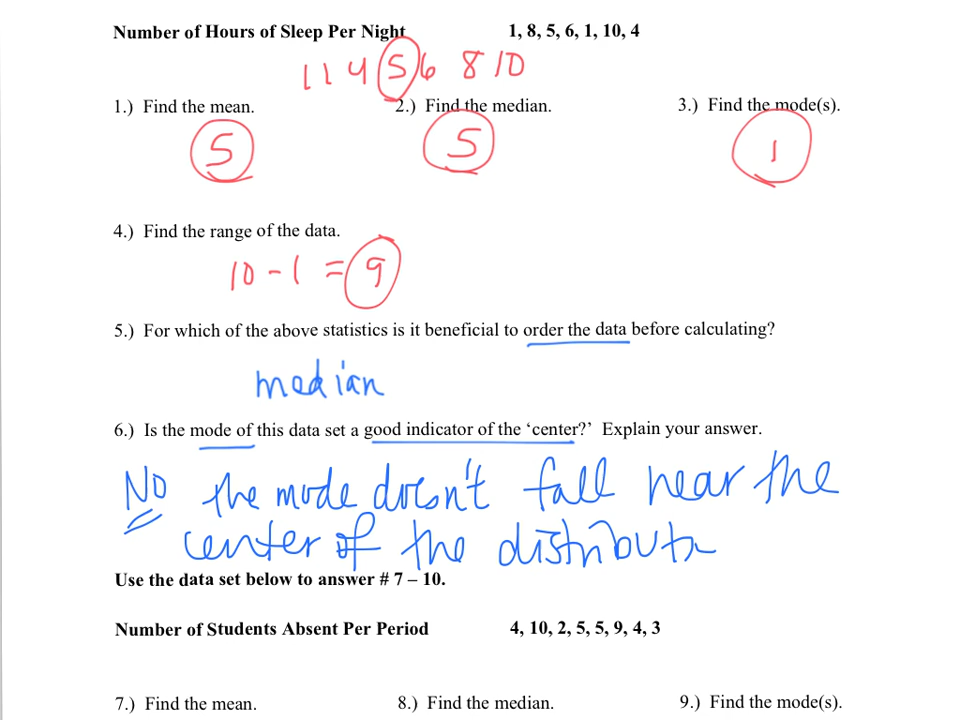 Number of Hours of Sleep Per Night 1, 8, 5, 6, 1, 10, 4
1 1 4 5 6 8 10
1.) Find the mean. 2.) Find the median. 3.) Find the mode(s).
5 5 1
4.) Find the range of the data.
10 - 1 = 9
5.) For which of the above statistics is it beneficial to order the data before calculating?
median
6.) Is the mode of this data set a good indicator of the ‘center?’ Explain your answer.
No the mode doesn't fall near the
center of the distributi
Use the data set below to answer # 7 – 10.
Number of Students Absent Per Period 4, 10, 2, 5, 5, 9, 4, 3
7.) Find the mean. 8.) Find the median. 9.) Find the mode(s).